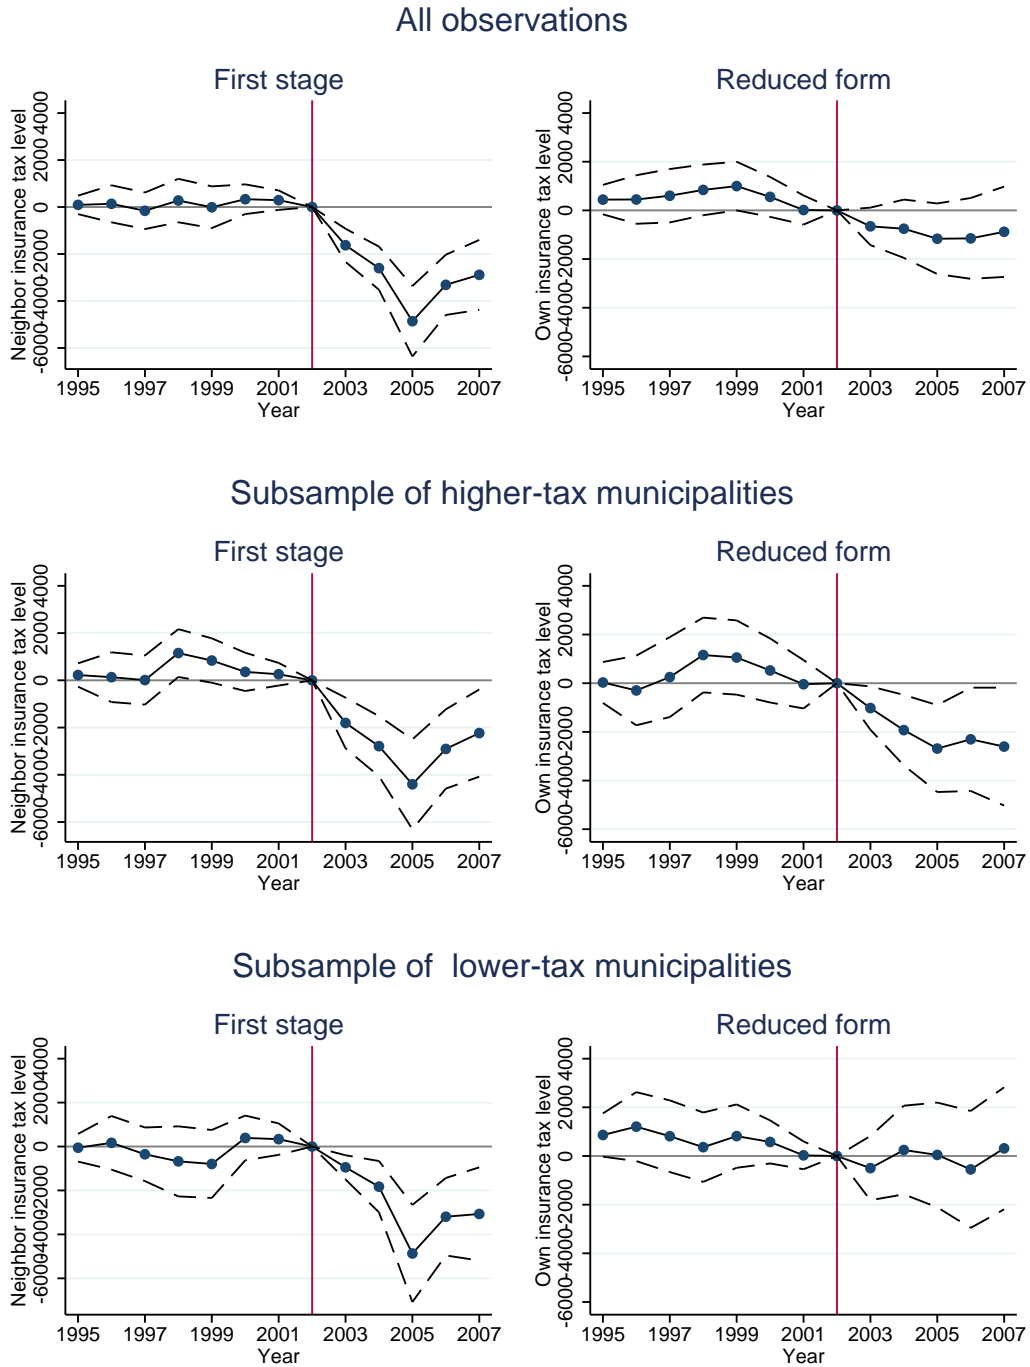 All observations
First stage
Neighbor insurance tax level
-6000 -4000 -2000 0 2000 4000
1995 1997 1999 2001 2003 2005 2007
Year
Reduced form
Own insurance tax level
-6000 -4000 -2000 0 2000 4000
1995 1997 1999 2001 2003 2005 2007
Year
Subsample of higher-tax municipalities
First stage
Neighbor insurance tax level
-6000 -4000 -2000 0 2000 4000
1995 1997 1999 2001 2003 2005 2007
Year
Reduced form
Own insurance tax level
-6000 -4000 -2000 0 2000 4000
1995 1997 1999 2001 2003 2005 2007
Year
Subsample of lower-tax municipalities
First stage
Neighbor insurance tax level
-6000 -4000 -2000 0 2000 4000
1995 1997 1999 2001 2003 2005 2007
Year
Reduced form
Own insurance tax level
-6000 -4000 -2000 0 2000 4000
1995 1997 1999 2001 2003 2005 2007
Year